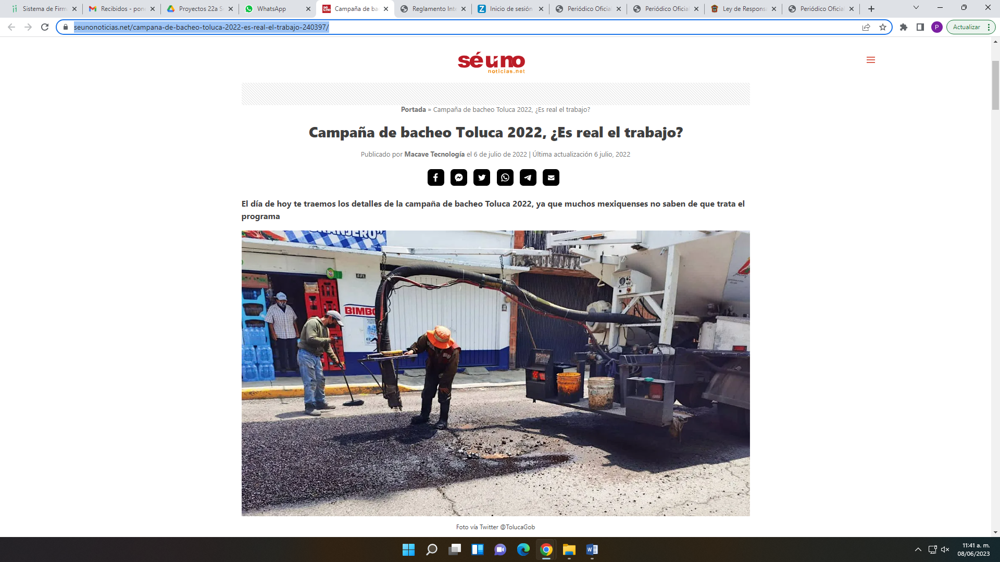 Sistema de Firm
Recibidos - pon
Proyectos 22a S
WhatsApp
Campaña de ba
Reglamento Int
Inicio de sesión
Periódico Oficia
Periódico Oficia
Ley de Responsa
Periódico Oficia
seunonoticias.net/campana-de-bacheo-toluca-2022-es-real-el-trabajo-240397/
P
Actualizar
sé uno
noticias.net
Portada » Campaña de bacheo Toluca 2022, ¿Es real el trabajo?
Campaña de bacheo Toluca 2022, ¿Es real el trabajo?
Publicado por Macave Tecnología el 6 de julio de 2022 | Última actualización 6 julio, 2022
El día de hoy te traemos los detalles de la campaña de bacheo Toluca 2022, ya que muchos mexiquenses no saben de que trata el
programa
GRANJERO"
501
BIMBO
Foto vía Twitter @TolucaGob
11:41 a. m.
08/06/2023